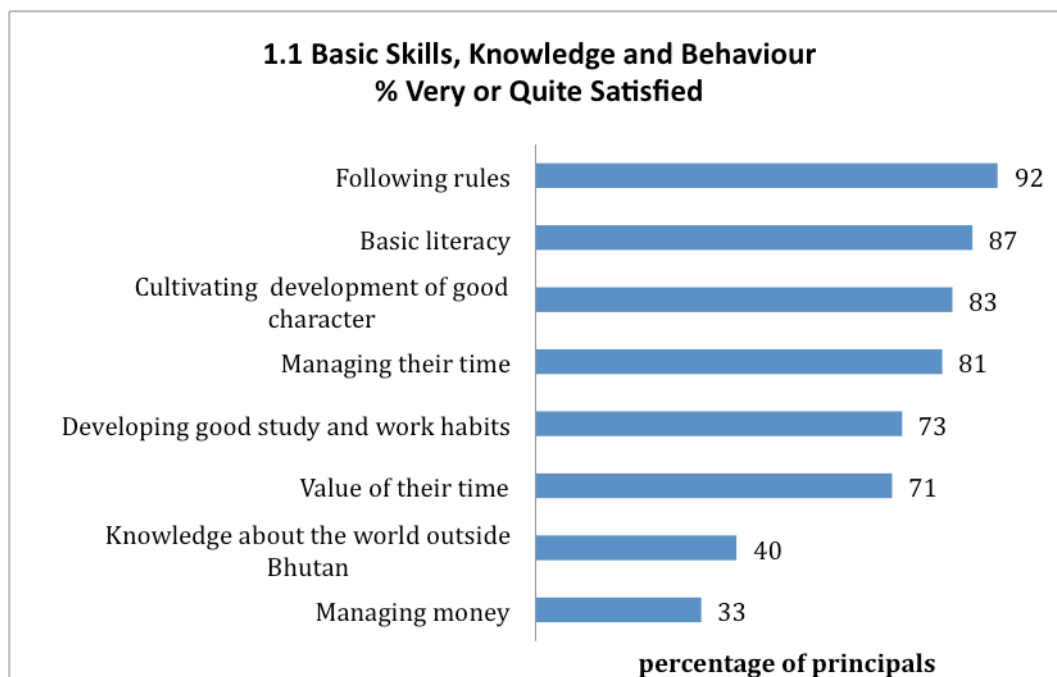 1.1 Basic Skills, Knowledge and Behaviour
% Very or Quite Satisfied
Following rules 92
Basic literacy 87
Cultivating development of good
character 83
Managing their time 81
Developing good study and work habits 73
Value of their time 71
Knowledge about the world outside
Bhutan 40
Managing money 33
percentage of principals